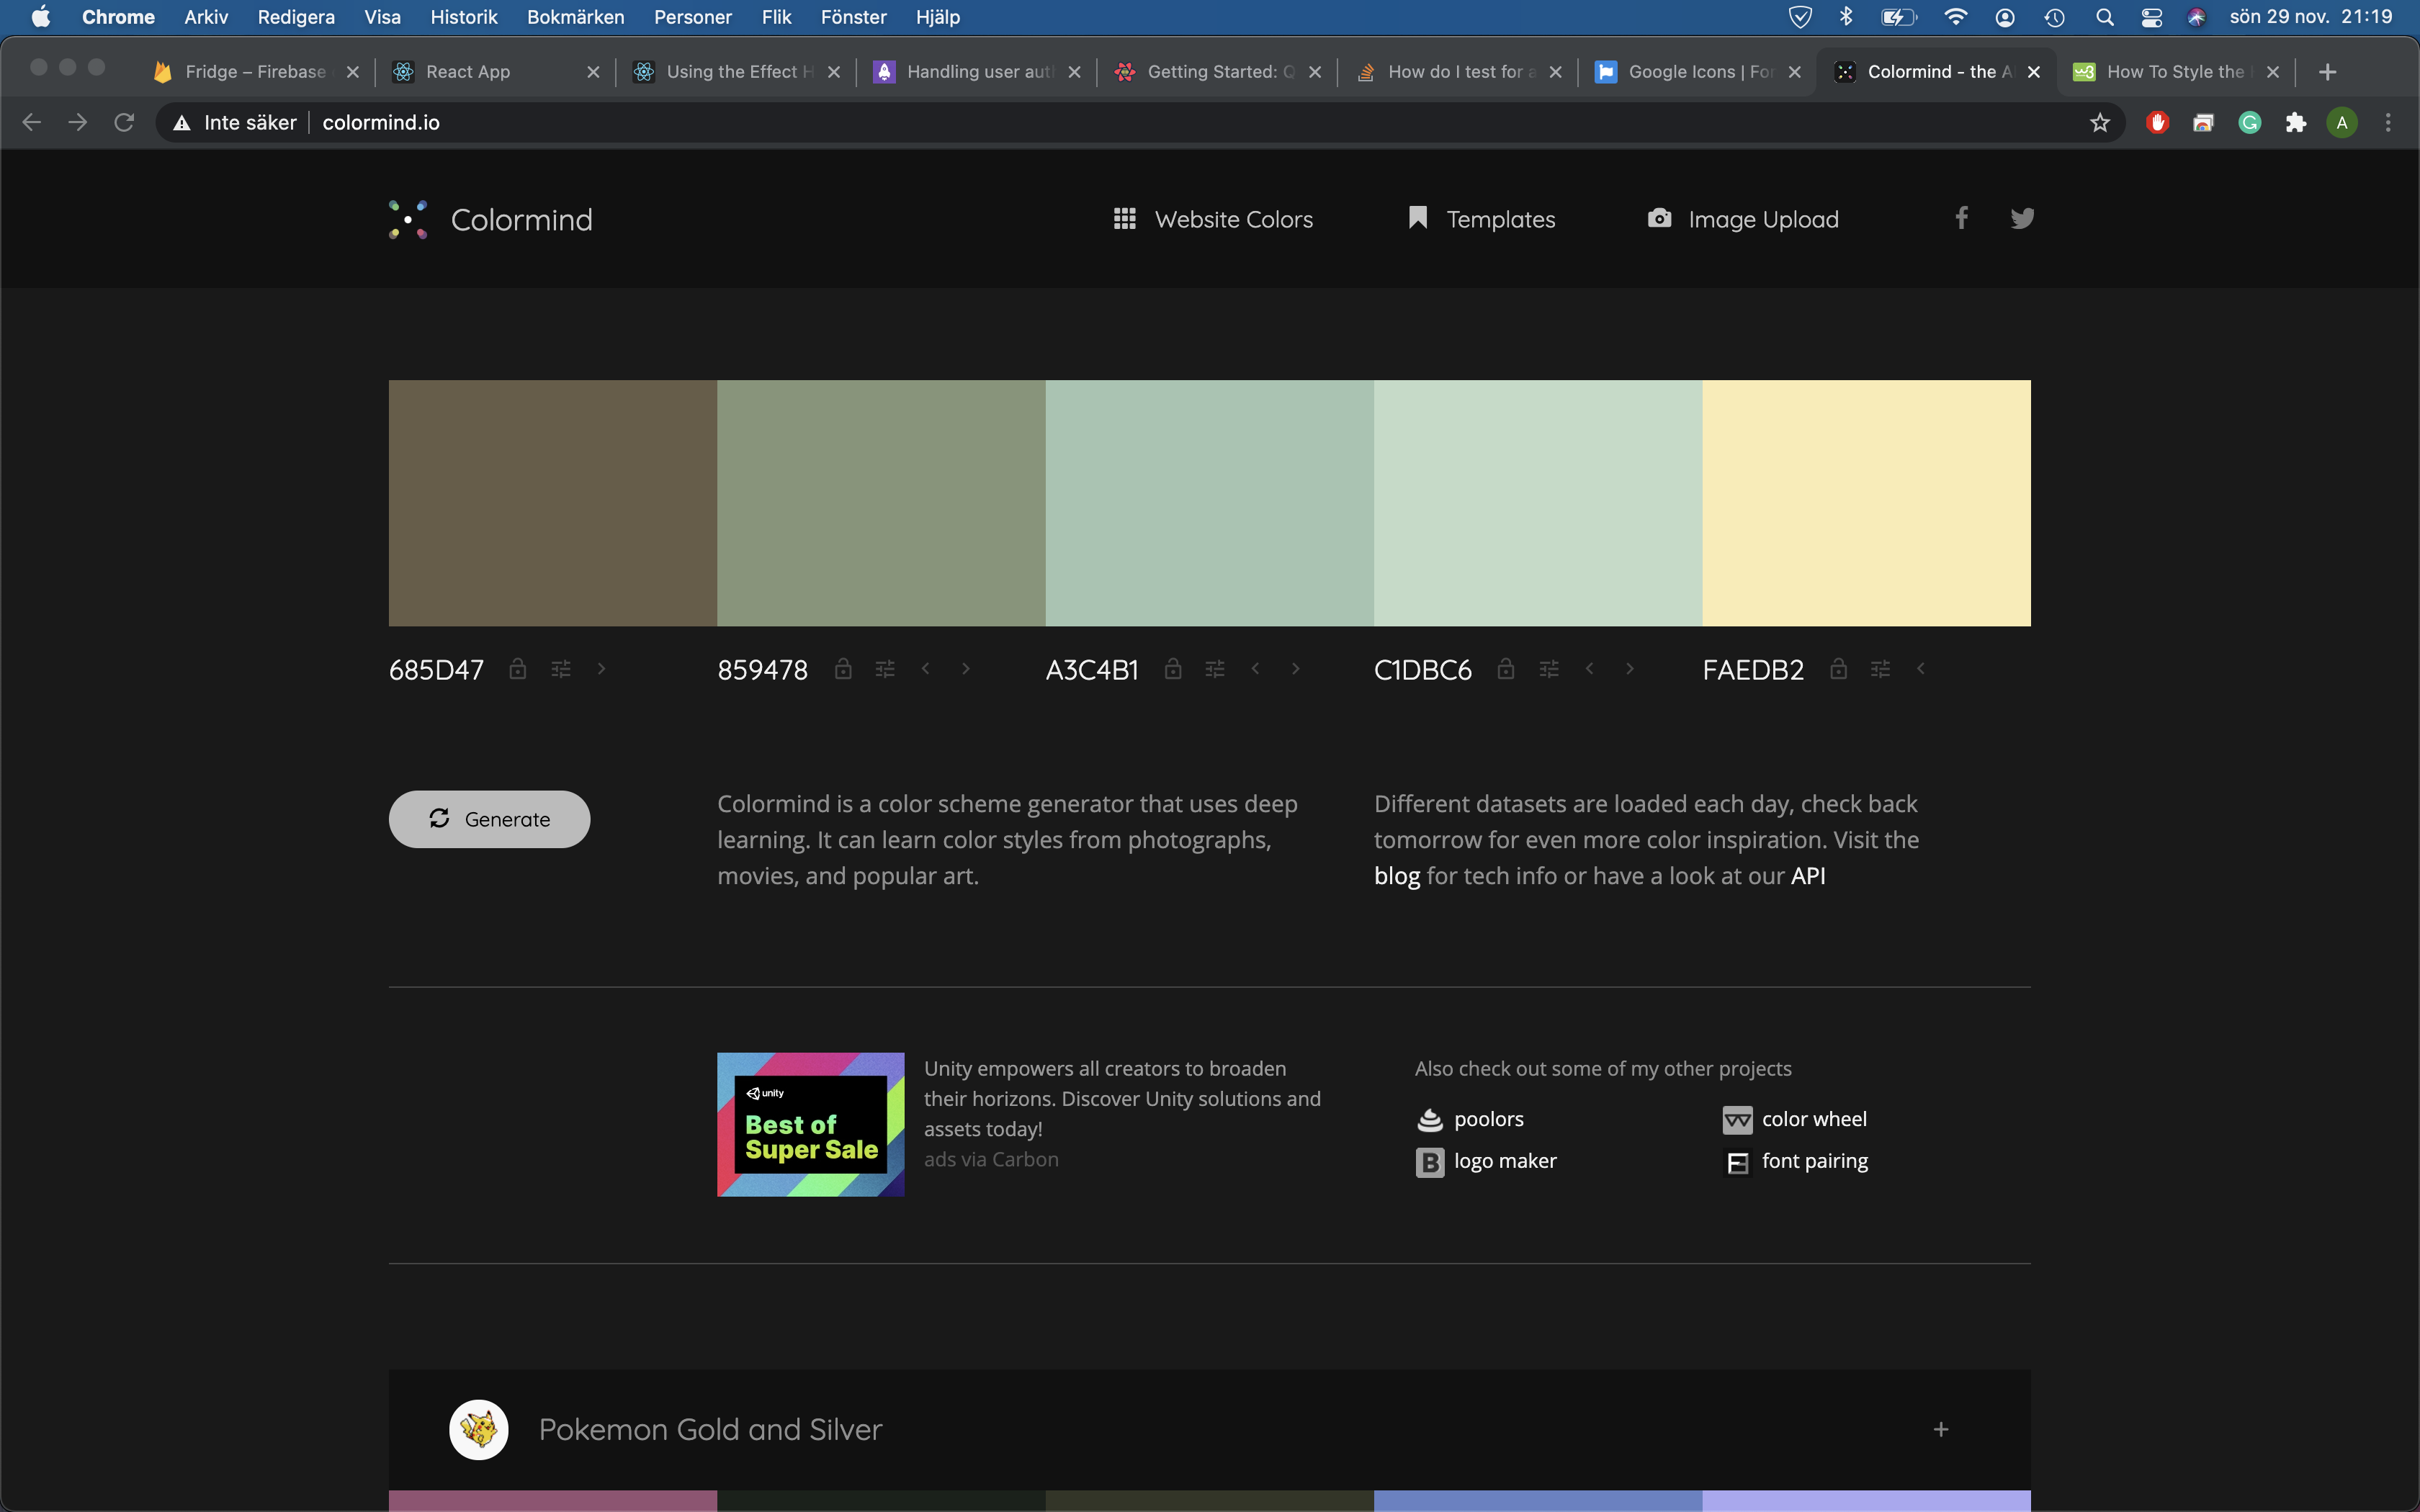 Chrome Arkiv Redigera Visa Historik Bokmärken Personer Flik Fönster Hjälp sön 29 nov. 21:19
Fridge – Firebase React App Using the Effect H Handling user aut Getting Started: Q How do I test for a Google Icons | For Colormind - the A How To Style the
Inte säker colormind.io A
Colormind Website Colors Templates Image Upload
685D47 859478 A3C4B1 C1DBC6 FAEDB2
Generate
Colormind is a color scheme generator that uses deep
learning. It can learn color styles from photographs,
movies, and popular art.
Different datasets are loaded each day, check back
tomorrow for even more color inspiration. Visit the
blog for tech info or have a look at our API
unity
Best of
Super Sale
Unity empowers all creators to broaden
their horizons. Discover Unity solutions and
assets today!
ads via Carbon
Also check out some of my other projects
poolors color wheel
logo maker font pairing
Pokemon Gold and Silver